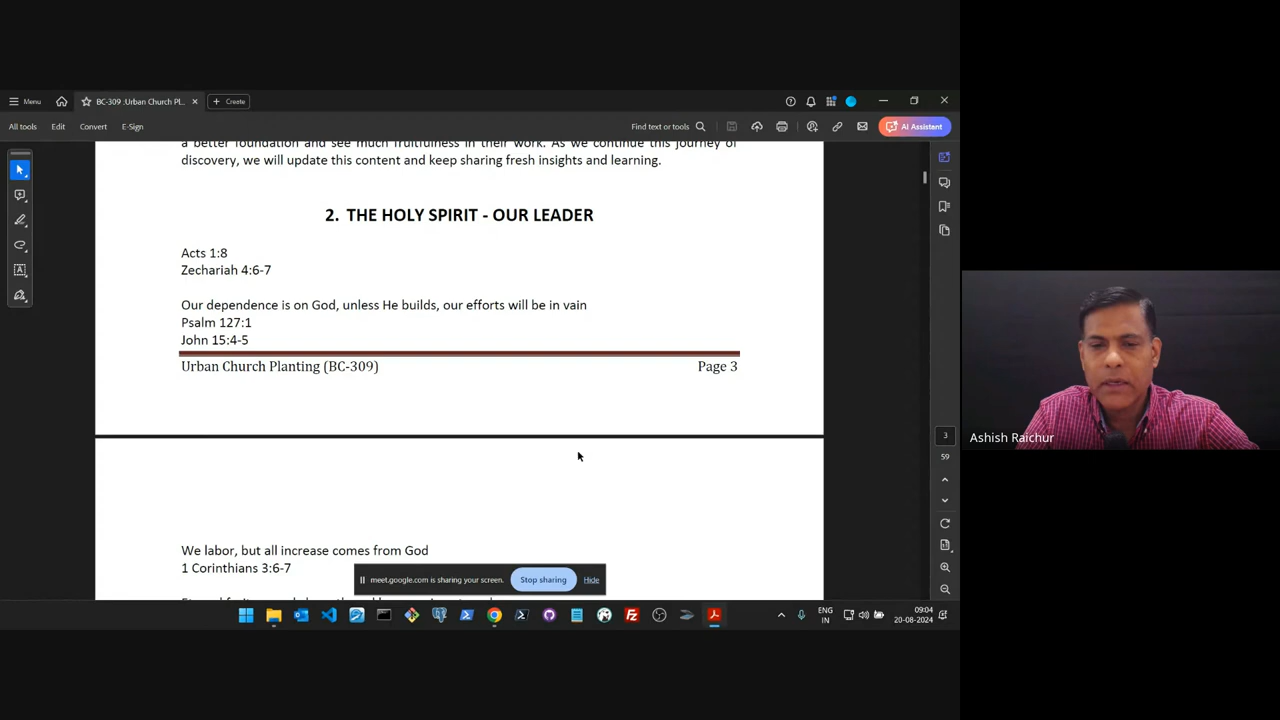 Menu
BC-309 :Urban Church Pl...
Create
All tools
Edit
Convert
E-Sign
Find text or tools
AI Assistant
a better foundation and see much fruitfulness in their work. As we continue this journey of
discovery, we will update this content and keep sharing fresh insights and learning.
2. THE HOLY SPIRIT - OUR LEADER
Acts 1:8
Zechariah 4:6-7
Our dependence is on God, unless He builds, our efforts will be in vain
Psalm 127:1
John 15:4-5
Urban Church Planting (BC-309) Page 3
We labor, but all increase comes from God
1 Corinthians 3:6-7
3
59
meet.google.com is sharing your screen.
Stop sharing
Hide
Ashish Raichur
ENG
IN
09:04
20-08-2024